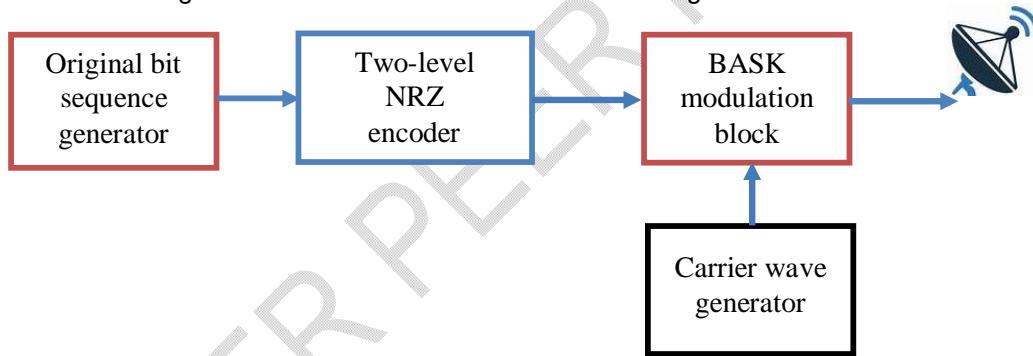 Original bit
sequence
generator
Two-level
NRZ
encoder
BASK
modulation
block
Carrier wave
generator